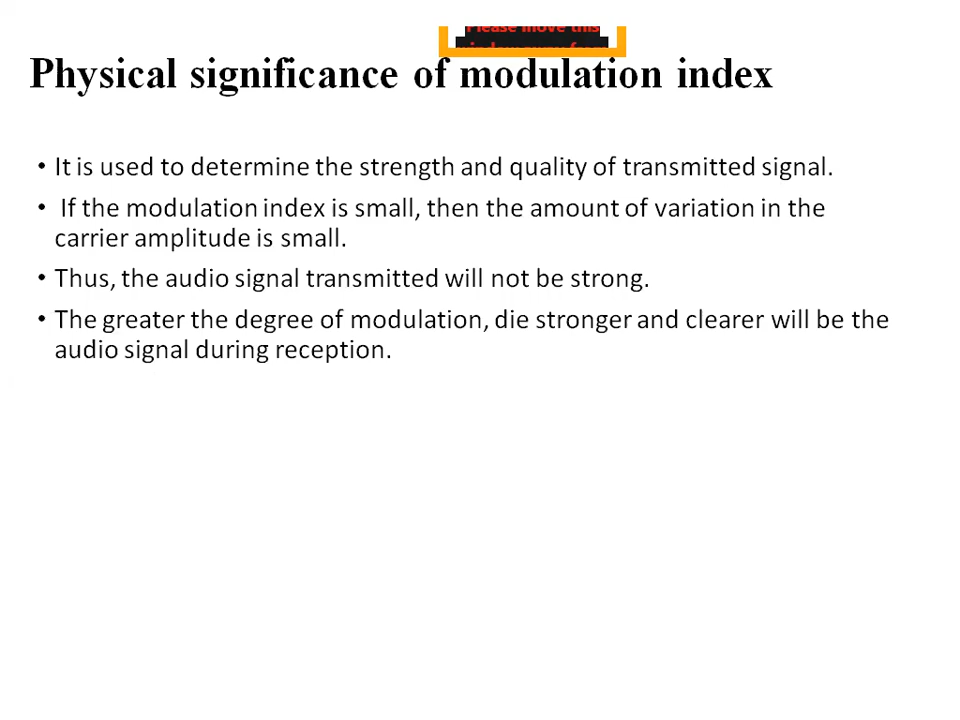 Please move this
Physical significance of modulation index
• It is used to determine the strength and quality of transmitted signal.
• If the modulation index is small, then the amount of variation in the
carrier amplitude is small.
• Thus, the audio signal transmitted will not be strong.
• The greater the degree of modulation, die stronger and clearer will be the
audio signal during reception.